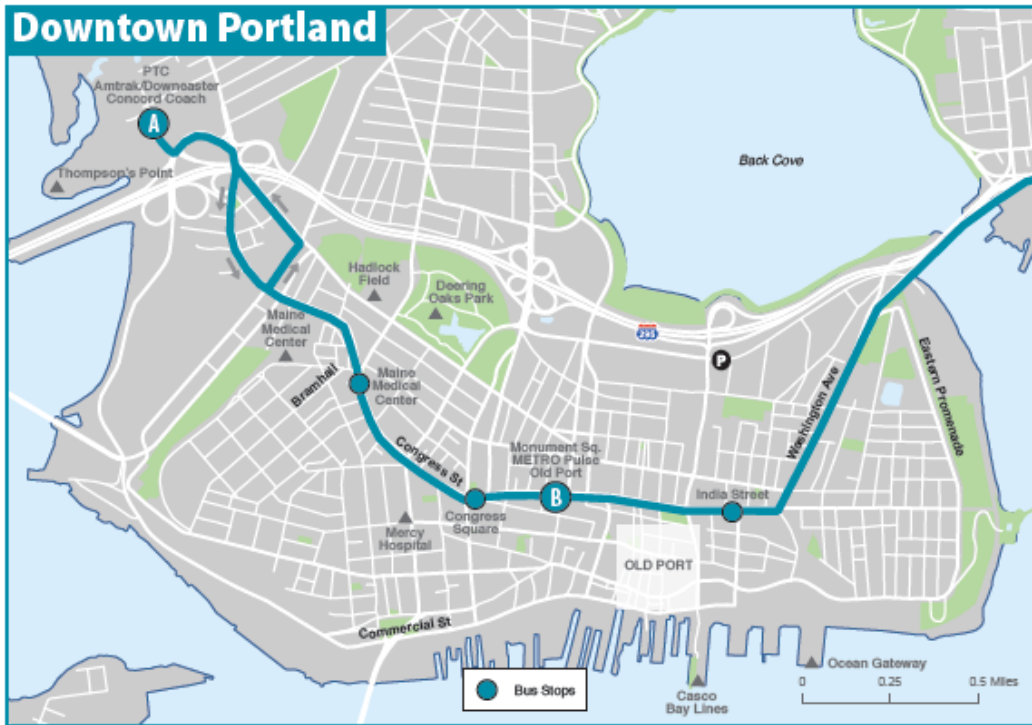 Downtown Portland
PTC
Amtrak/Downeaster
Concord Coach
A
Thompson's Point
Back Cove
Hadlock
Field
Deering
Oaks Park
Maine
Medical
Center
295
P
Bramhall
Maine
Medical
Center
Eastern Promenade
Washington Ave
Congress St
Monument Sq.
METRO Pulse
Old Port
B
India Street
Congress
Square
Mercy
Hospital
OLD PORT
Commercial St
Ocean Gateway
Bus Stops
Casco
Bay Lines
0 0.25 0.5 Miles